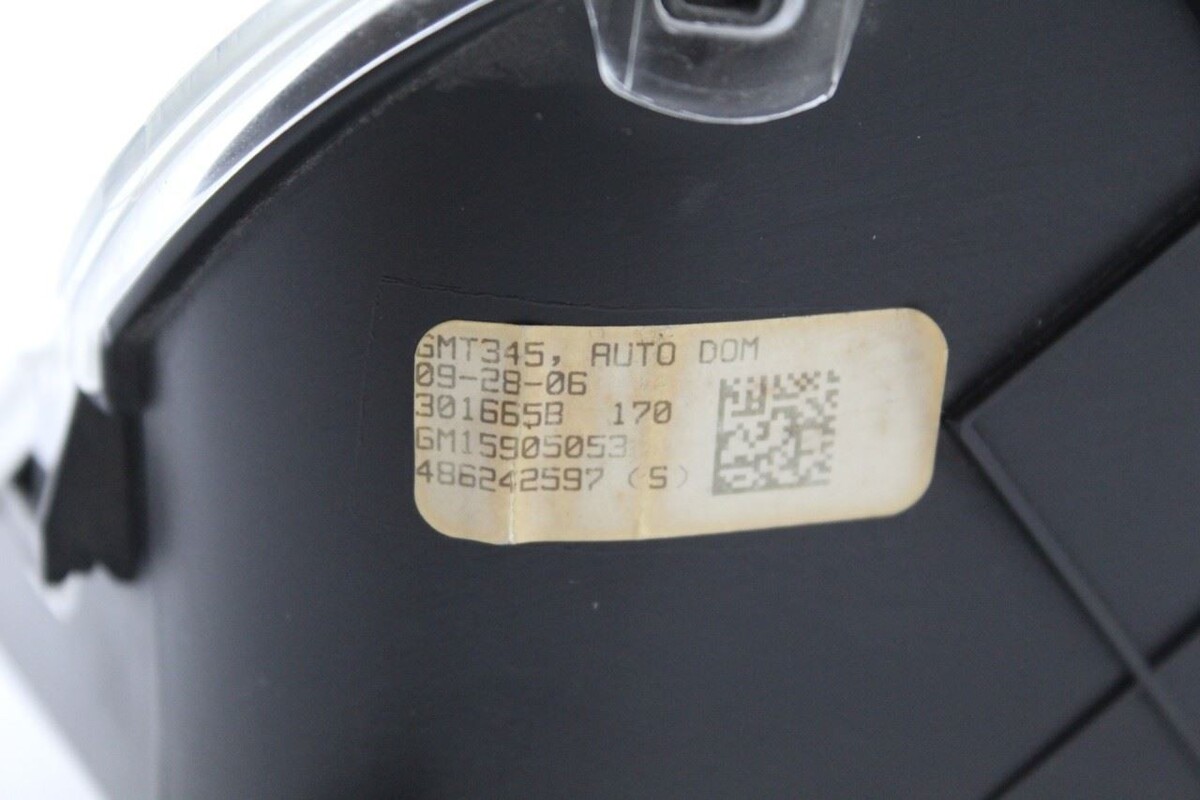 GMT345, AUTO DOM
09-28-06
301665B 170
GM15905053
486242597 (S)